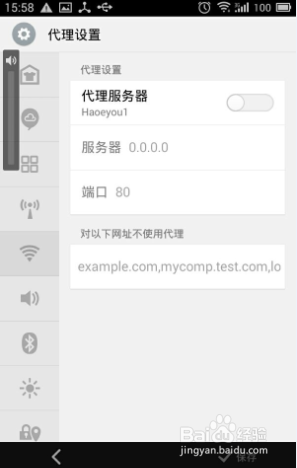 15:58
100
代理设置
代理设置
代理服务器
Haoeyou1
服务器 0.0.0.0
端口 80
对以下网址不使用代理
example.com,mycomp.test.com,lo
Baidu经验
jingyan.baidu.com
保存